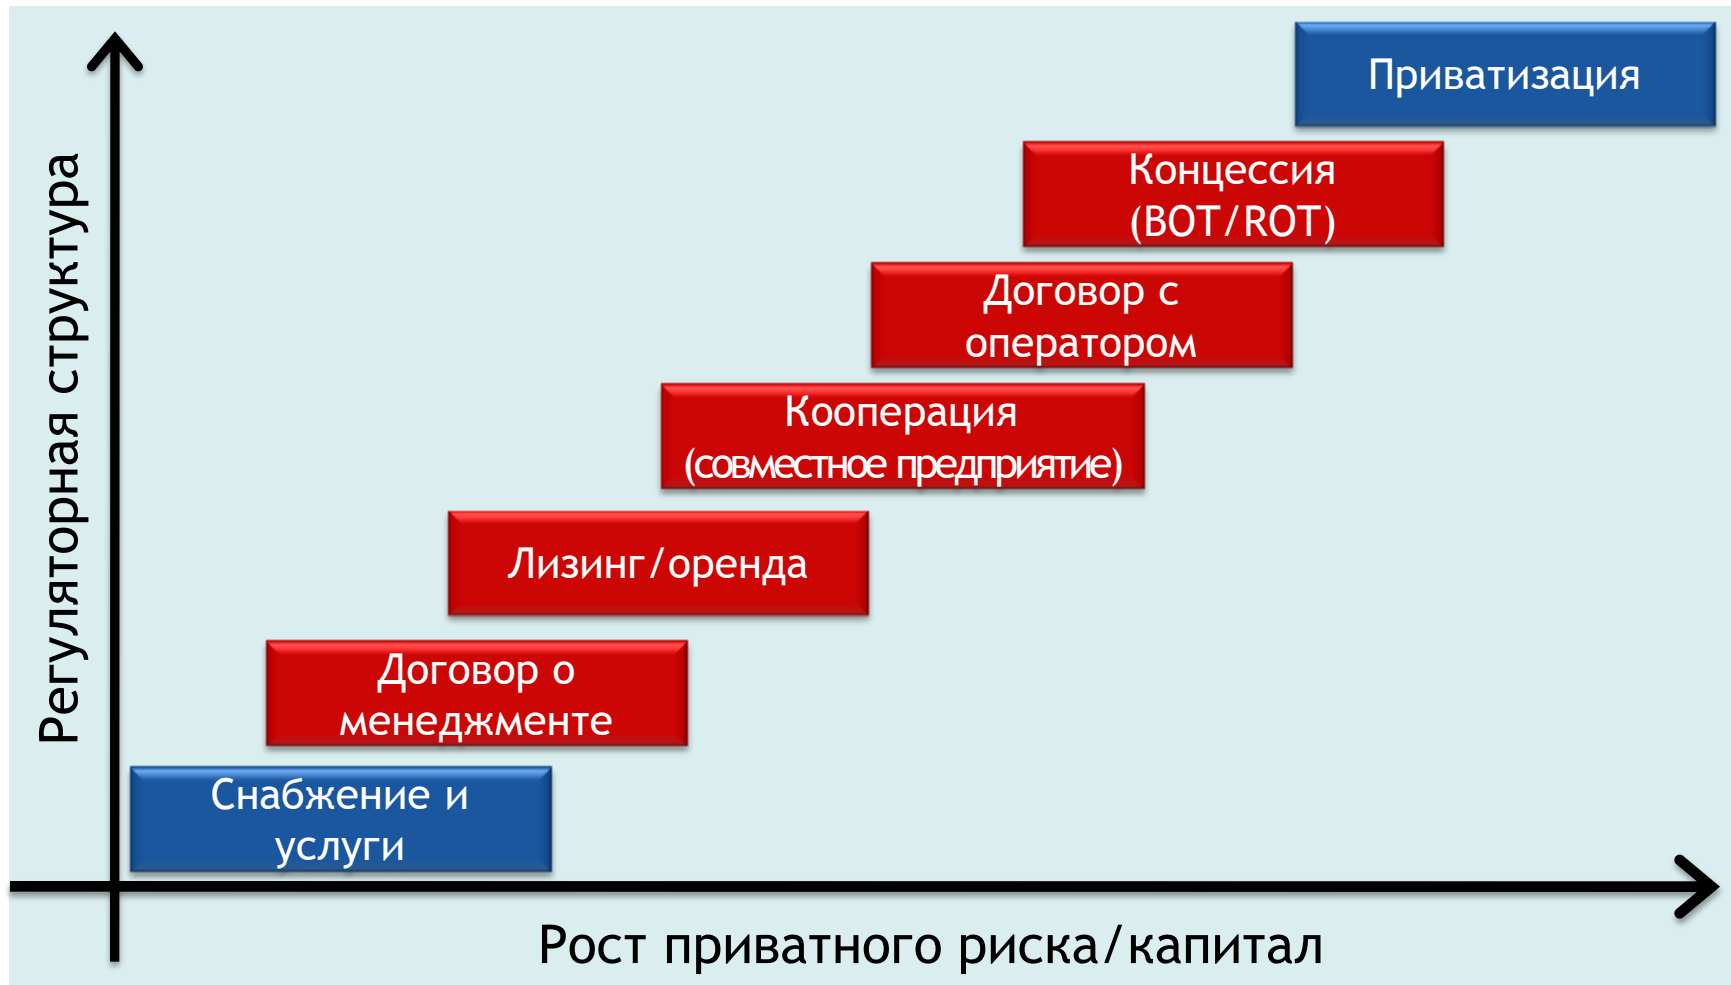 Приватизация
Концессия
(BOT/ROT)
Договор с
оператором
Кооперация
(совместное предприятие)
Лизинг/оренда
Договор о
менеджменте
Снабжение и
услуги
Регуляторная структура
Рост приватного риска/капитал